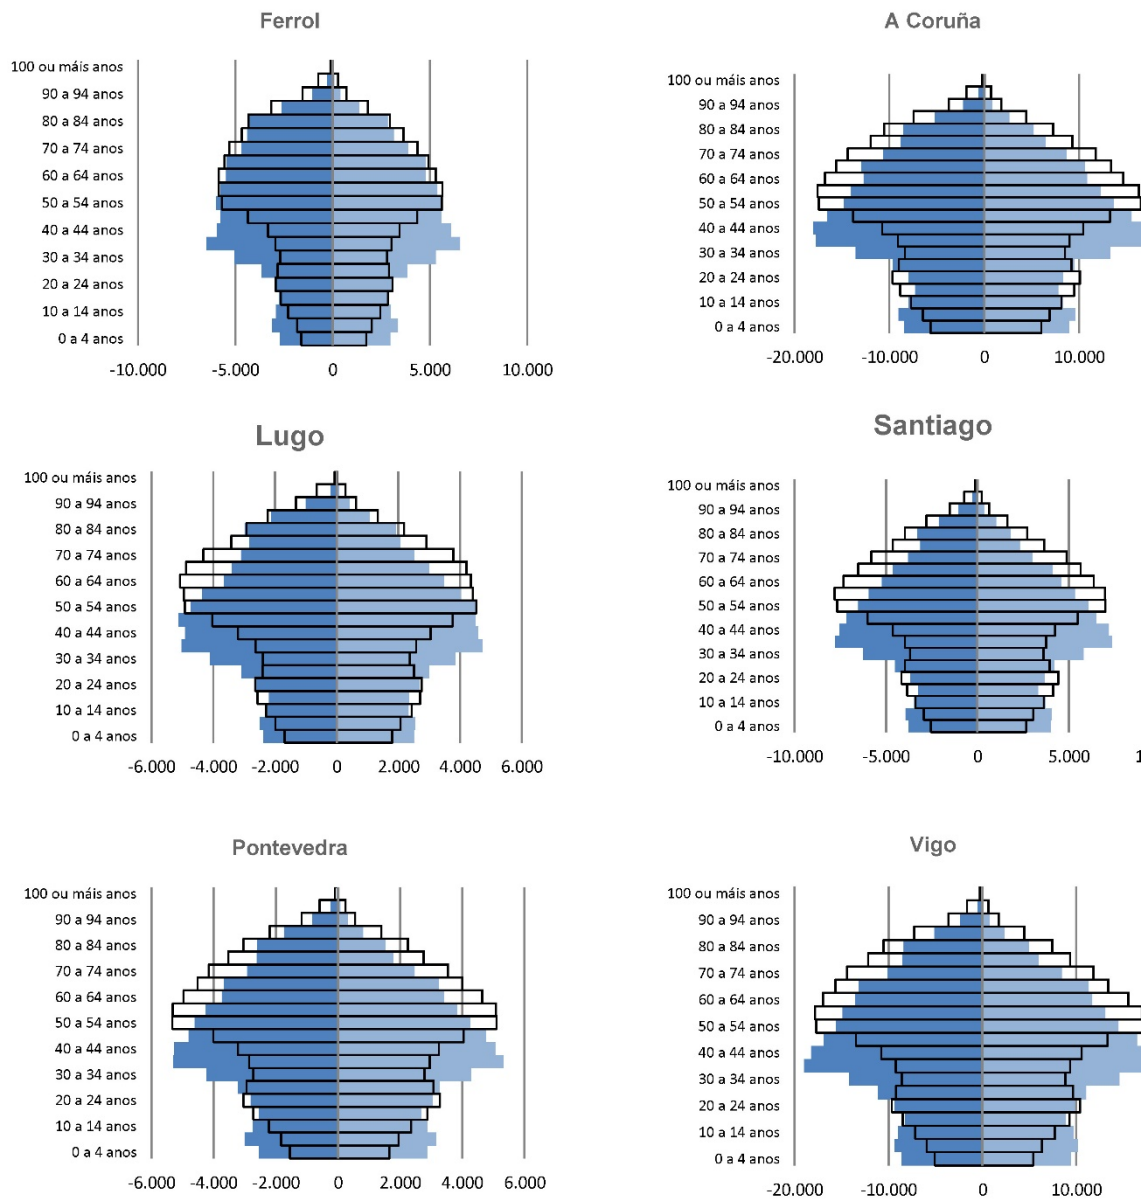 Ferrol
100 ou máis anos
90 a 94 anos
80 a 84 anos
70 a 74 anos
60 a 64 anos
50 a 54 anos
40 a 44 anos
30 a 34 anos
20 a 24 anos
10 a 14 anos
0 a 4 anos
-10.000 -5.000 0 5.000 10.000
A Coruña
100 ou máis anos
90 a 94 anos
80 a 84 anos
70 a 74 anos
60 a 64 anos
50 a 54 anos
40 a 44 anos
30 a 34 anos
20 a 24 anos
10 a 14 anos
0 a 4 anos
-20.000 -10.000 0 10.000
Lugo
100 ou máis anos
90 a 94 anos
80 a 84 anos
70 a 74 anos
60 a 64 anos
50 a 54 anos
40 a 44 anos
30 a 34 anos
20 a 24 anos
10 a 14 anos
0 a 4 anos
-6.000 -4.000 -2.000 0 2.000 4.000 6.000
Santiago
100 ou máis anos
90 a 94 anos
80 a 84 anos
70 a 74 anos
60 a 64 anos
50 a 54 anos
40 a 44 anos
30 a 34 anos
20 a 24 anos
10 a 14 anos
0 a 4 anos
-10.000 -5.000 0 5.000
Pontevedra
100 ou máis anos
90 a 94 anos
80 a 84 anos
70 a 74 anos
60 a 64 anos
50 a 54 anos
40 a 44 anos
30 a 34 anos
20 a 24 anos
10 a 14 anos
0 a 4 anos
-6.000 -4.000 -2.000 0 2.000 4.000 6.000
Vigo
100 ou máis anos
90 a 94 anos
80 a 84 anos
70 a 74 anos
60 a 64 anos
50 a 54 anos
40 a 44 anos
30 a 34 anos
20 a 24 anos
10 a 14 anos
0 a 4 anos
-20.000 -10.000 0 10.000